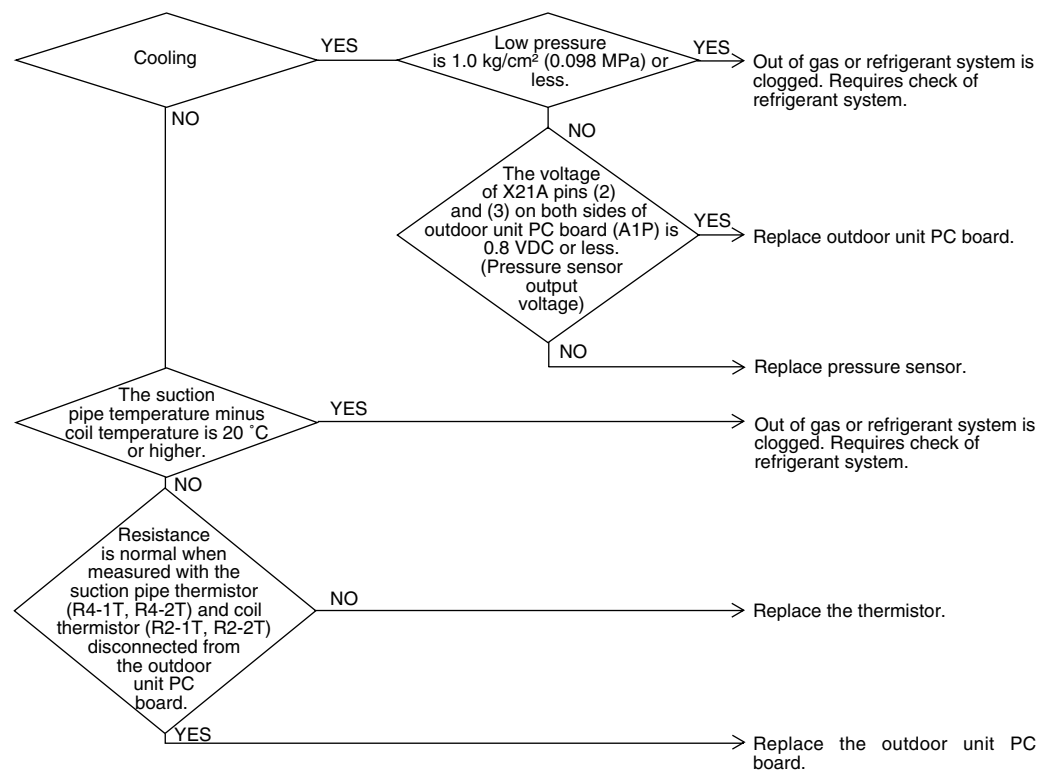 Cooling
YES
Low pressure
is 1.0 kg/cm² (0.098 MPa) or
less.
YES
Out of gas or refrigerant system is
clogged. Requires check of
refrigerant system.
NO
NO
The voltage
of X21A pins (2)
and (3) on both sides of
outdoor unit PC board (A1P) is
0.8 VDC or less.
(Pressure sensor
output
voltage)
YES
Replace outdoor unit PC board.
NO
Replace pressure sensor.
The suction
pipe temperature minus
coil temperature is 20 ˚C
or higher.
YES
Out of gas or refrigerant system is
clogged. Requires check of
refrigerant system.
NO
Resistance
is normal when
measured with the
suction pipe thermistor
(R4-1T, R4-2T) and coil
thermistor (R2-1T, R2-2T)
disconnected from
the outdoor
unit PC
board.
NO
Replace the thermistor.
YES
Replace the outdoor unit PC
board.